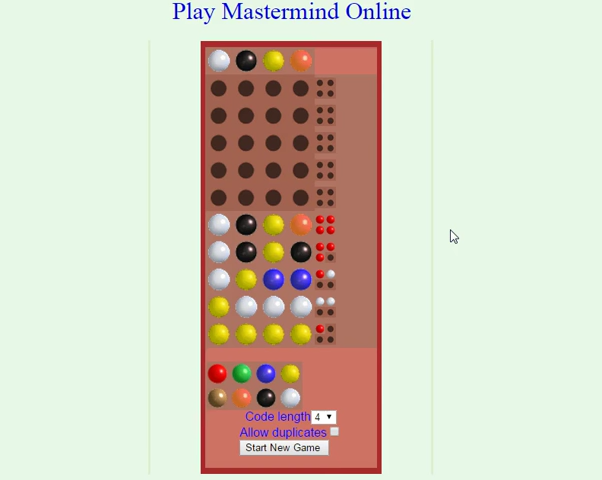 Play Mastermind Online
Code length 4
Allow duplicates
Start New Game